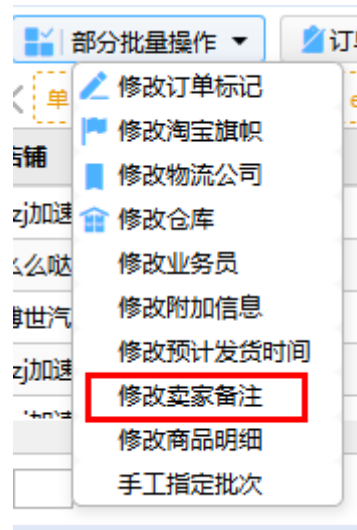 部分批量操作
订
单
修改订单标记
修改淘宝旗帜
店铺
修改物流公司
zj加速
修改仓库
么么哒
修改业务员
博世汽
修改附加信息
zj加速
修改预计发货时间
修改卖家备注
修改商品明细
手工指定批次